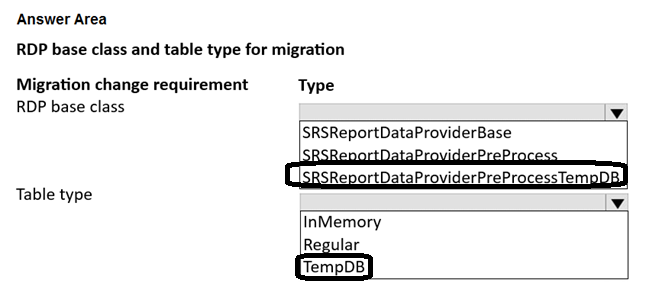 Answer Area
RDP base class and table type for migration
Migration change requirement Type
RDP base class
SRSReportDataProviderBase
SRSReportDataProviderPreProcess
SRSReportDataProviderPreProcessTempDB
Table type
InMemory
Regular
TempDB